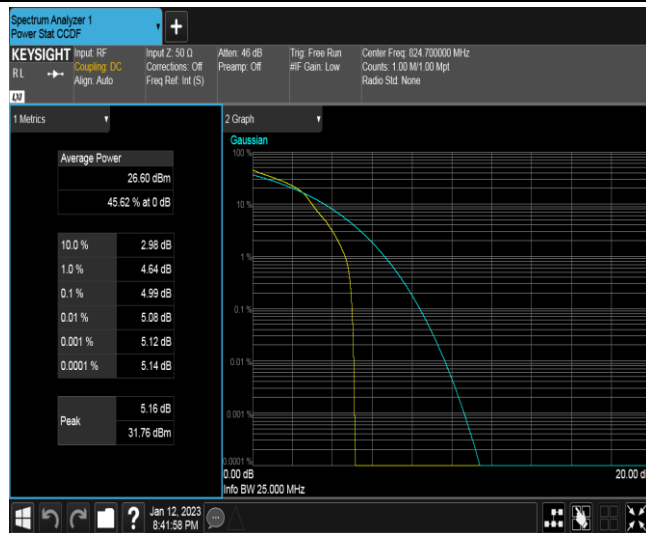 Spectrum Analyzer 1
Power Stat CCDF
KEYSIGHT
RL
Input: RF
Coupling: DC
Align: Auto
Input Z: 50 Ω
Corrections: Off
Freq Ref: Int (S)
Atten: 46 dB
Preamp: Off
Trig: Free Run
#IF Gain: Low
Center Freq: 824.700000 MHz
Counts: 1.00 M/1.00 Mpt
Radio Std: None
1 Metrics
Average Power
26.60 dBm
45.62 % at 0 dB
10.0 % 2.98 dB
1.0 % 4.64 dB
0.1 % 4.99 dB
0.01 % 5.08 dB
0.001 % 5.12 dB
0.0001 % 5.14 dB
Peak
5.16 dB
31.76 dBm
2 Graph
Gaussian
100 %
10 %
1 %
0.1 %
0.01 %
0.001 %
0.0001 %
0.00 dB
20.00 d
Info BW 25.000 MHz
Jan 12, 2023
8:41:58 PM